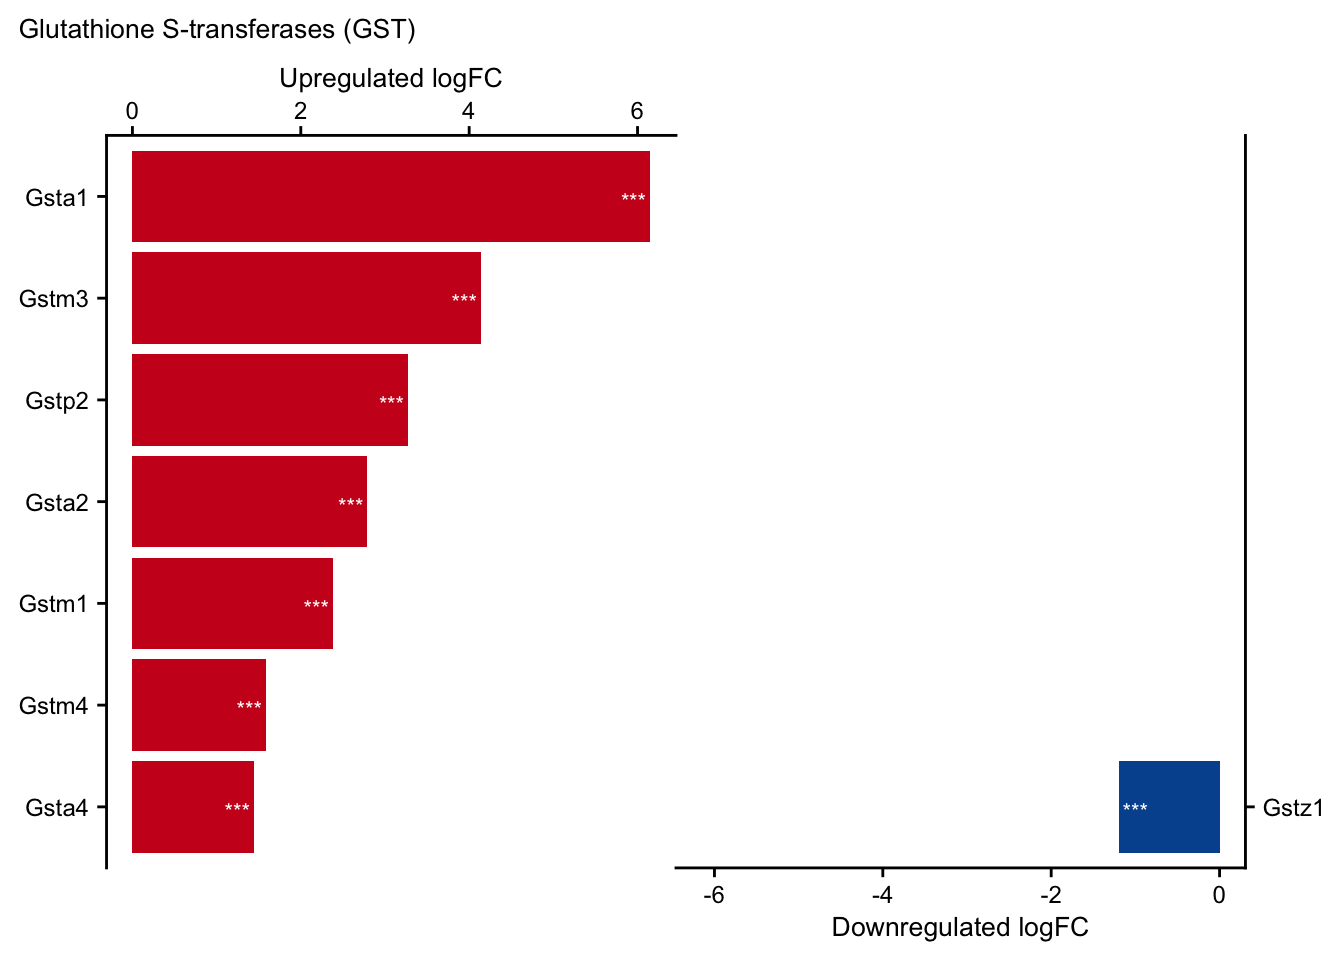 Glutathione S-transferases (GST)
Upregulated logFC
0 2 4 6
Gsta1 ***
Gstm3 ***
Gstp2 ***
Gsta2 ***
Gstm1 ***
Gstm4 ***
Gsta4 *** *** Gstz1
-6 -4 -2 0
Downregulated logFC